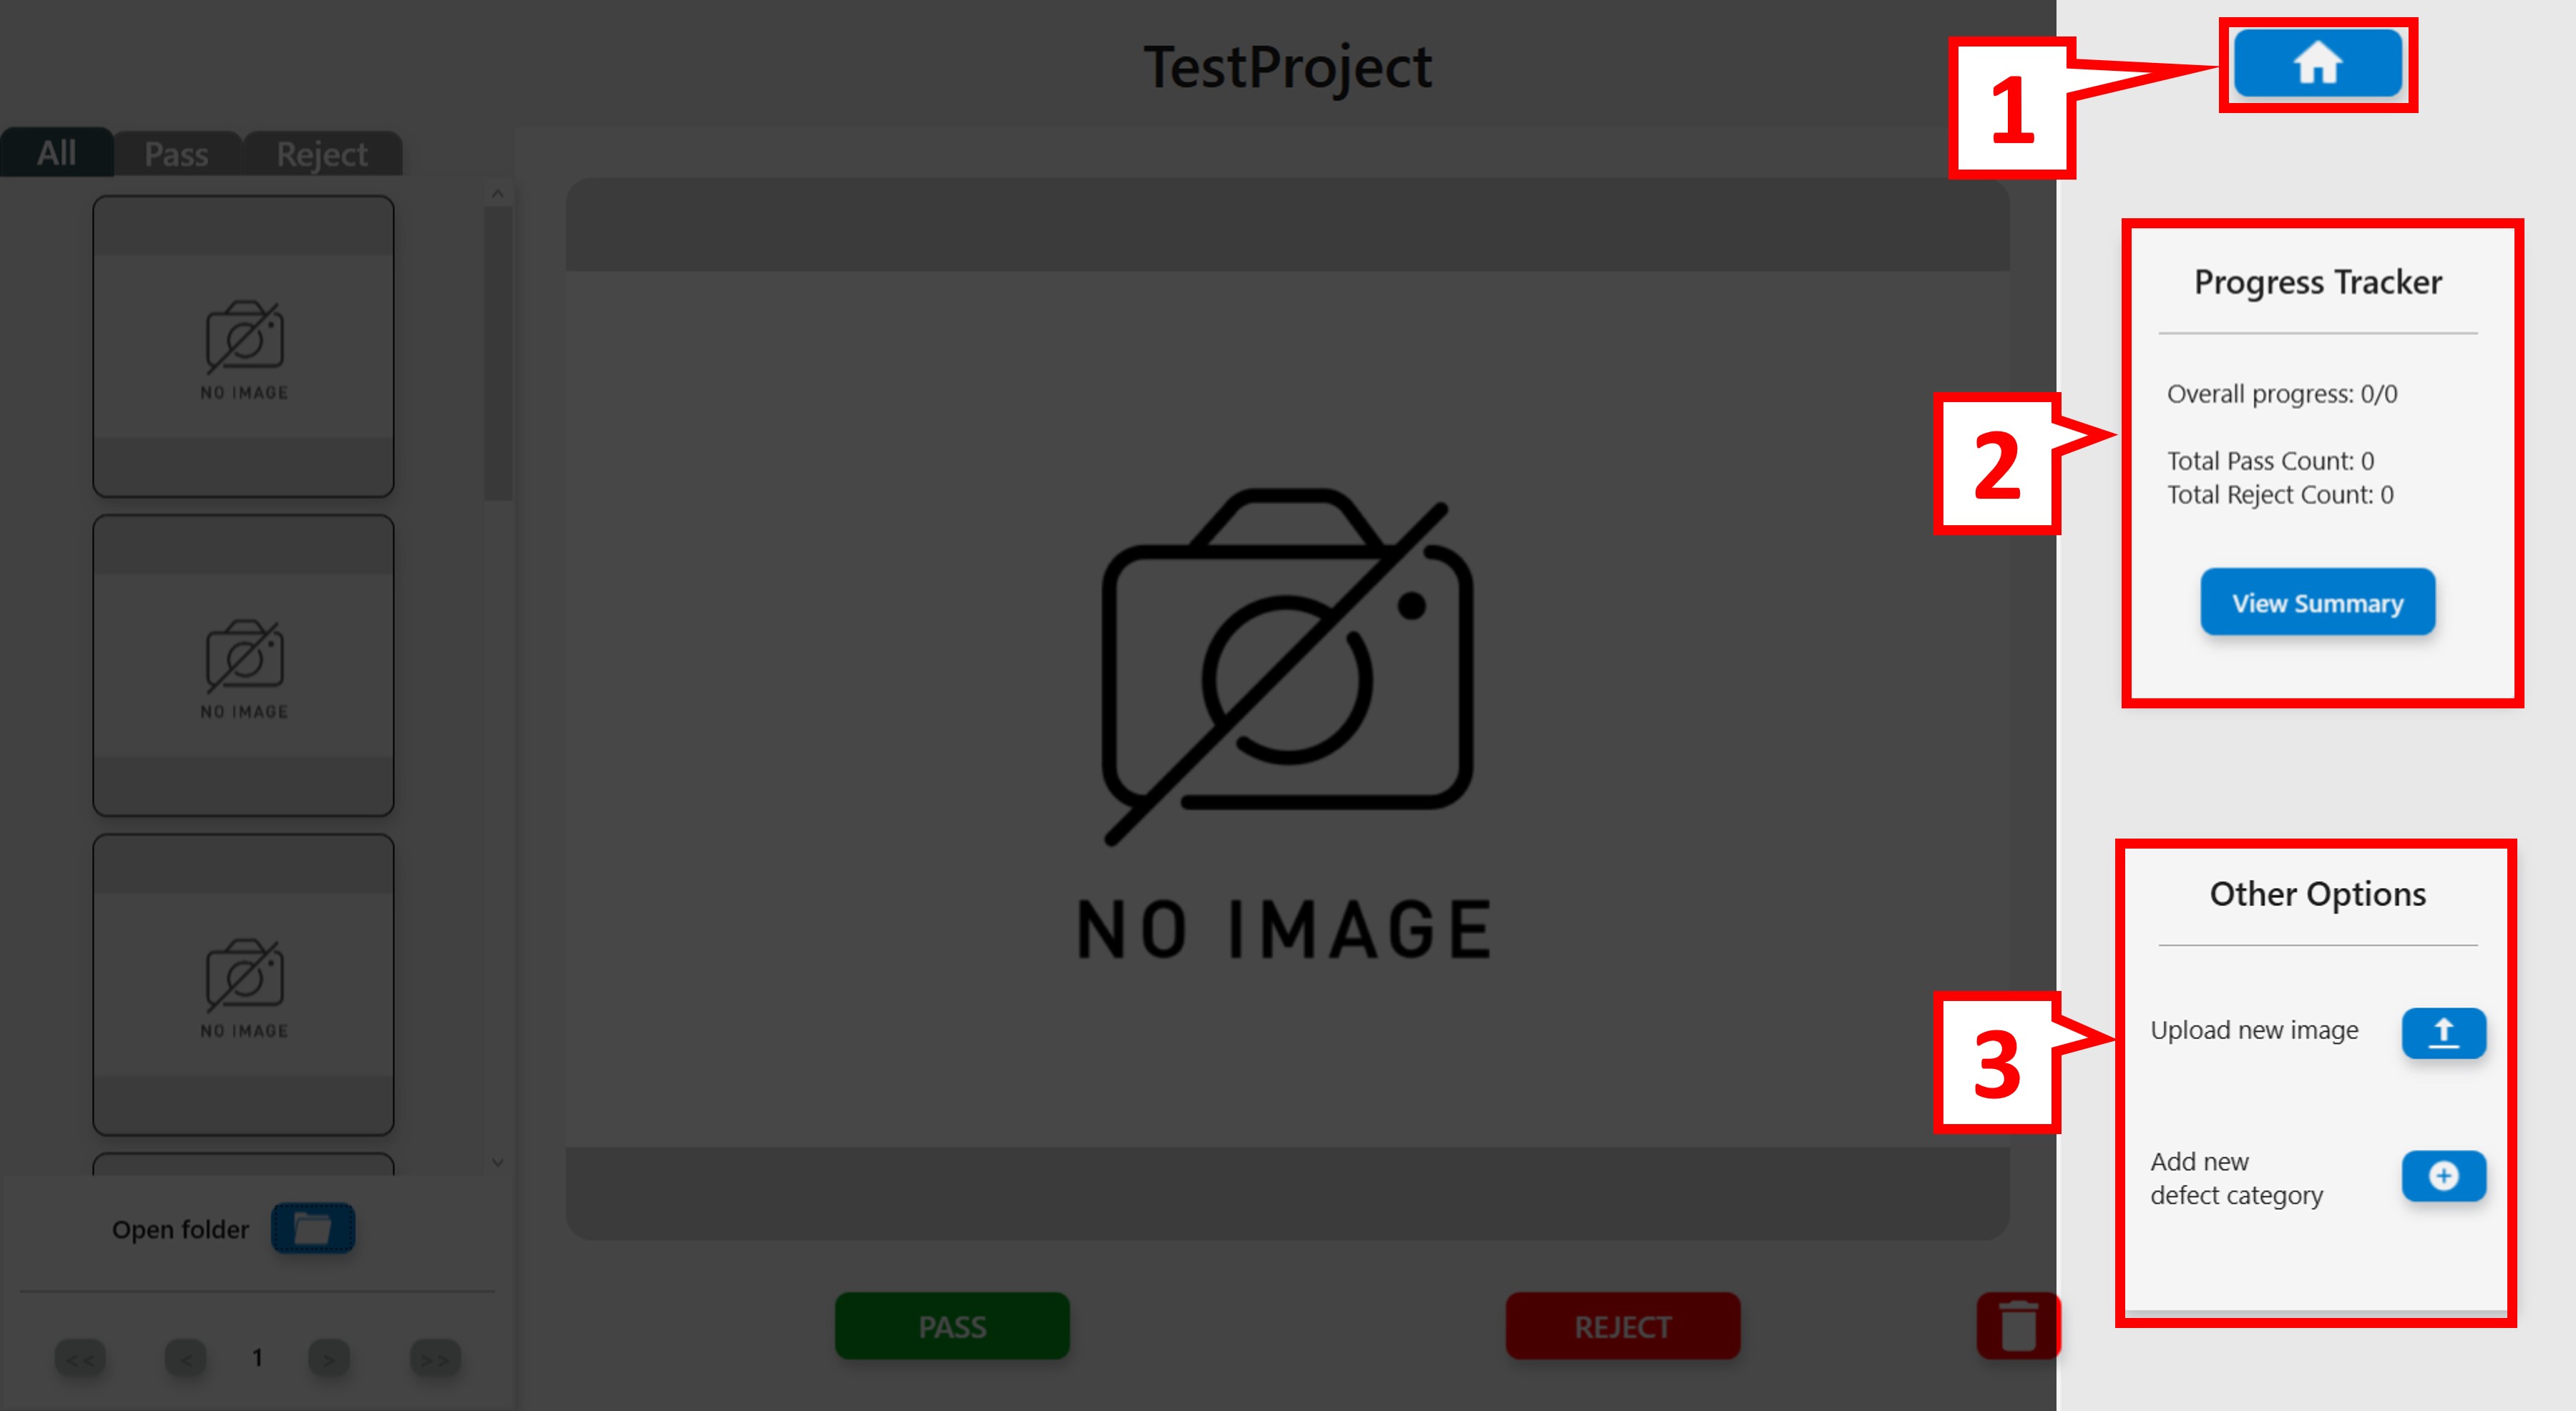 TestProject
All
Pass
Reject
NO IMAGE
NO IMAGE
NO IMAGE
Open folder
<<
<
1
>
>>
NO IMAGE
PASS
REJECT
1
2
3
Progress Tracker
Overall progress: 0/0
Total Pass Count: 0
Total Reject Count: 0
View Summary
Other Options
Upload new image
Add new
defect category